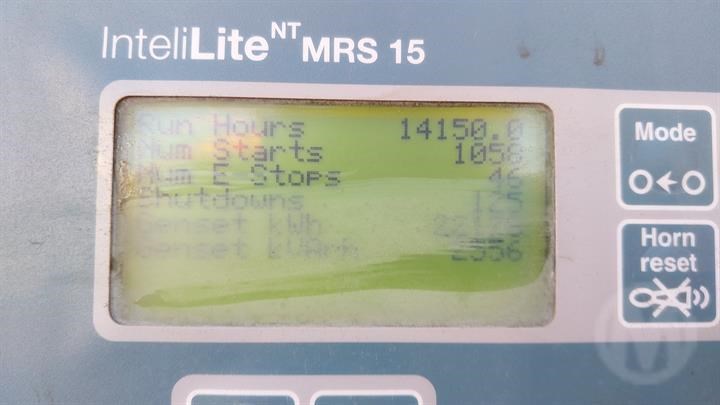 InteliLite NT MRS 15
Run Hours 14150.0
Num Starts 1058
Num E Stops 46
Shutdowns 125
Genset kWh
Genset kVArh 2556
Mode
Horn
reset